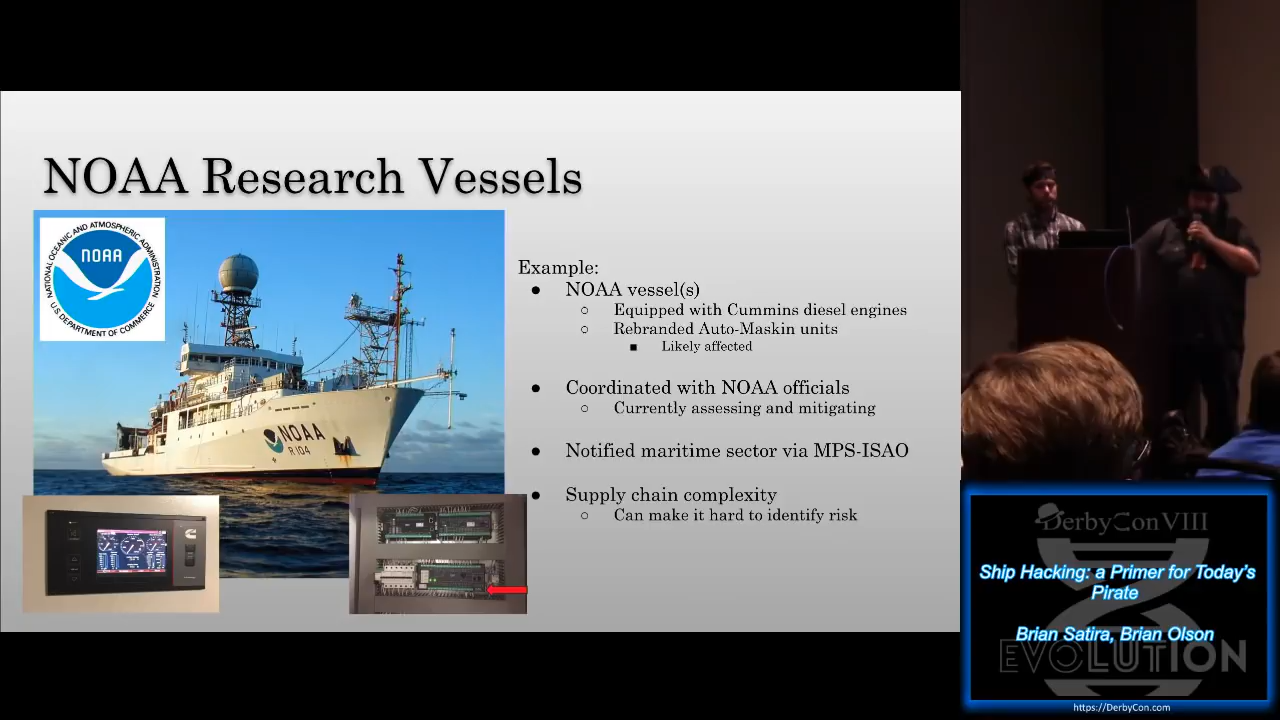 NOAA Research Vessels
NATIONAL OCEANIC AND ATMOSPHERIC ADMINISTRATION
NOAA
U.S. DEPARTMENT OF COMMERCE
NOAA
R 104
Example:
● NOAA vessel(s)
○ Equipped with Cummins diesel engines
○ Rebranded Auto-Maskin units
■ Likely affected
● Coordinated with NOAA officials
○ Currently assessing and mitigating
● Notified maritime sector via MPS-ISAO
● Supply chain complexity
○ Can make it hard to identify risk
DerbyCon VIII
Ship Hacking: a Primer for Today's
Pirate
Brian Satira, Brian Olson
EVOLUTION
https://DerbyCon.com